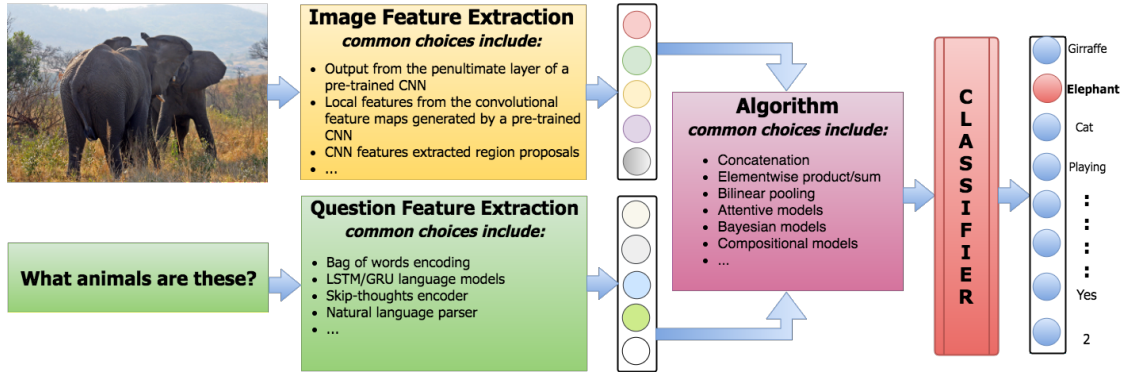 Image Feature Extraction
common choices include:
• Output from the penultimate layer of a
pre-trained CNN
• Local features from the convolutional
feature maps generated by a pre-trained
CNN
• CNN features extracted region proposals
• ...
What animals are these?
Question Feature Extraction
common choices include:
• Bag of words encoding
• LSTM/GRU language models
• Skip-thoughts encoder
• Natural language parser
• ...
Algorithm
common choices include:
• Concatenation
• Elementwise product/sum
• Bilinear pooling
• Attentive models
• Bayesian models
• Compositional models
• ...
CLASSIFIER
Girraffe
Elephant
Cat
Playing
Yes
2